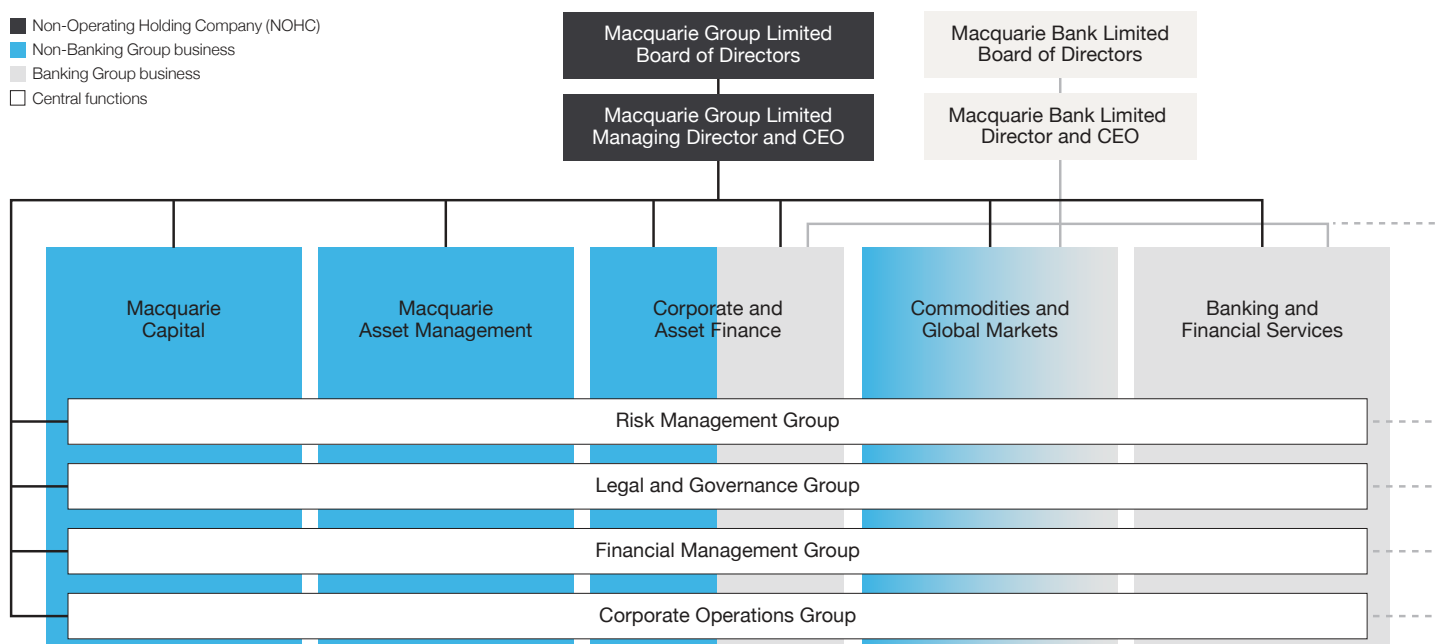 Non-Operating Holding Company (NOHC)
Non-Banking Group business
Banking Group business
Central functions
Macquarie Group Limited
Board of Directors
Macquarie Bank Limited
Board of Directors
Macquarie Group Limited
Managing Director and CEO
Macquarie Bank Limited
Director and CEO
Macquarie
Capital
Macquarie
Asset Management
Corporate and
Asset Finance
Commodities and
Global Markets
Banking and
Financial Services
Risk Management Group
Legal and Governance Group
Financial Management Group
Corporate Operations Group